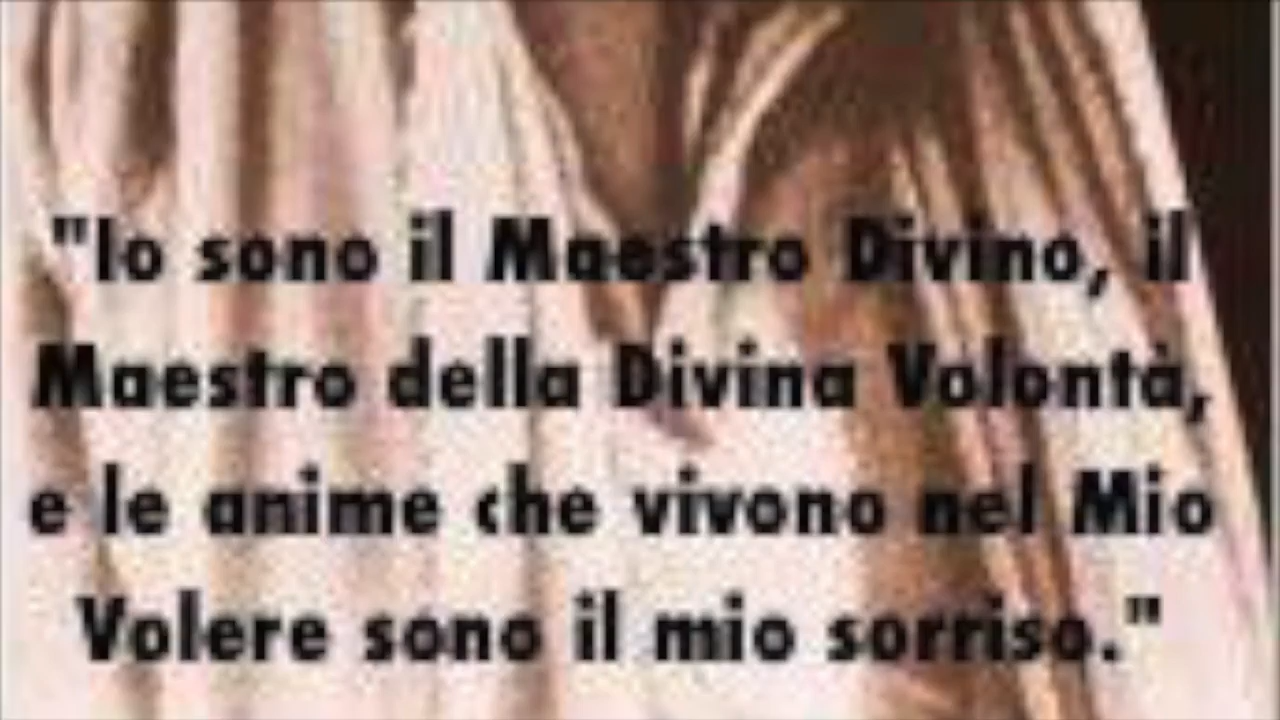 "Io sono il Maestro Divino, il
Maestro della Divina Volontà,
e le anime che vivono nel Mio
Volere sono il mio sorriso."